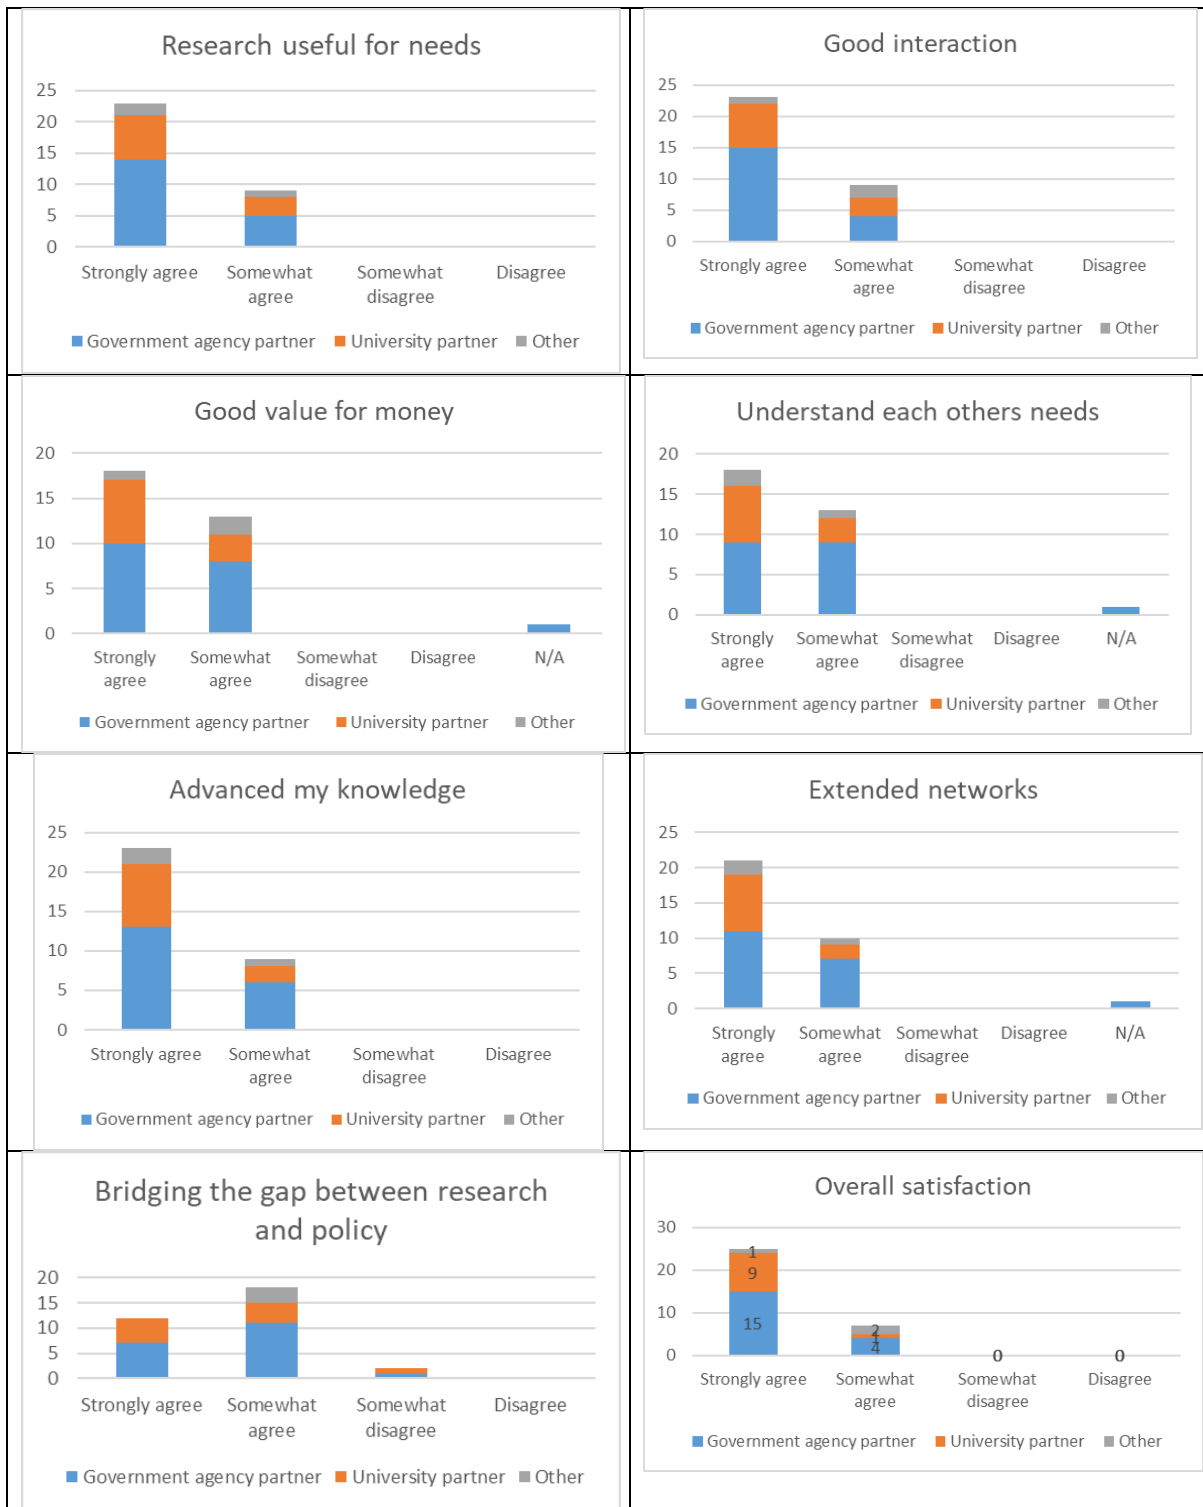 Research useful for needs
25
20
15
10
5
0
Strongly agree
Somewhat
agree
Somewhat
disagree
Disagree
Government agency partner
University partner
Other
Good interaction
25
20
15
10
5
0
Strongly agree
Somewhat
agree
Somewhat
disagree
Disagree
Government agency partner
University partner
Other
Good value for money
20
15
10
5
0
Strongly
agree
Somewhat
agree
Somewhat
disagree
Disagree
N/A
Government agency partner
University partner
Other
Understand each others needs
20
15
10
5
0
Strongly
agree
Somewhat
agree
Somewhat
disagree
Disagree
N/A
Government agency partner
University partner
Other
Advanced my knowledge
25
20
15
10
5
0
Strongly agree
Somewhat
agree
Somewhat
disagree
Disagree
Government agency partner
University partner
Other
Extended networks
25
20
15
10
5
0
Strongly
agree
Somewhat
agree
Somewhat
disagree
Disagree
N/A
Government agency partner
University partner
Other
Bridging the gap between research
and policy
20
15
10
5
0
Strongly agree
Somewhat
agree
Somewhat
disagree
Disagree
Government agency partner
University partner
Other
Overall satisfaction
30
20
10
0
1
9
15
2
1
4
0
0
Strongly agree
Somewhat
agree
Somewhat
disagree
Disagree
Government agency partner
University partner
Other